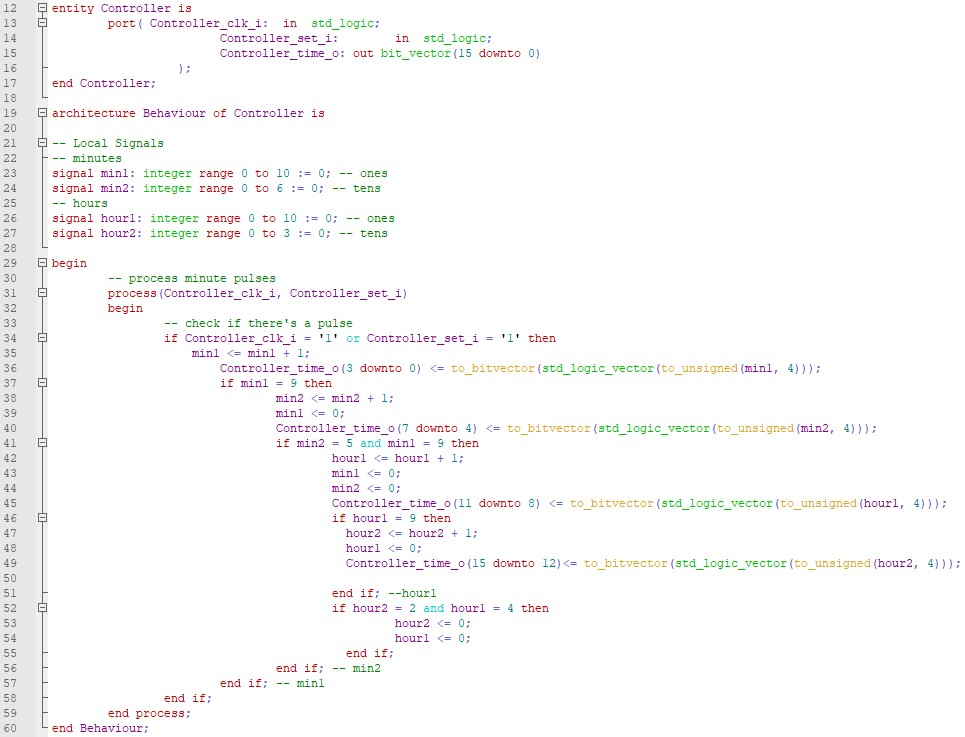 12 entity Controller is
13 port( Controller_clk_i: in std_logic;
14 Controller_set_i: in std_logic;
15 Controller_time_o: out bit_vector(15 downto 0)
16 );
17 end Controller;
18
19 architecture Behaviour of Controller is
20
21 -- Local Signals
22 -- minutes
23 signal min1: integer range 0 to 10 := 0; -- ones
24 signal min2: integer range 0 to 6 := 0; -- tens
25 -- hours
26 signal hour1: integer range 0 to 10 := 0; -- ones
27 signal hour2: integer range 0 to 3 := 0; -- tens
28
29 begin
30 -- process minute pulses
31 process(Controller_clk_i, Controller_set_i)
32 begin
33 -- check if there's a pulse
34 if Controller_clk_i = '1' or Controller_set_i = '1' then
35 min1 <= min1 + 1;
36 Controller_time_o(3 downto 0) <= to_bitvector(std_logic_vector(to_unsigned(min1, 4)));
37 if min1 = 9 then
38 min2 <= min2 + 1;
39 min1 <= 0;
40 Controller_time_o(7 downto 4) <= to_bitvector(std_logic_vector(to_unsigned(min2, 4)));
41 if min2 = 5 and min1 = 9 then
42 hour1 <= hour1 + 1;
43 min1 <= 0;
44 min2 <= 0;
45 Controller_time_o(11 downto 8) <= to_bitvector(std_logic_vector(to_unsigned(hour1, 4)));
46 if hour1 = 9 then
47 hour2 <= hour2 + 1;
48 hour1 <= 0;
49 Controller_time_o(15 downto 12)<= to_bitvector(std_logic_vector(to_unsigned(hour2, 4)));
50
51 end if; --hour1
52 if hour2 = 2 and hour1 = 4 then
53 hour2 <= 0;
54 hour1 <= 0;
55 end if;
56 end if; -- min2
57 end if; -- min1
58 end if;
59 end process;
60 end Behaviour;